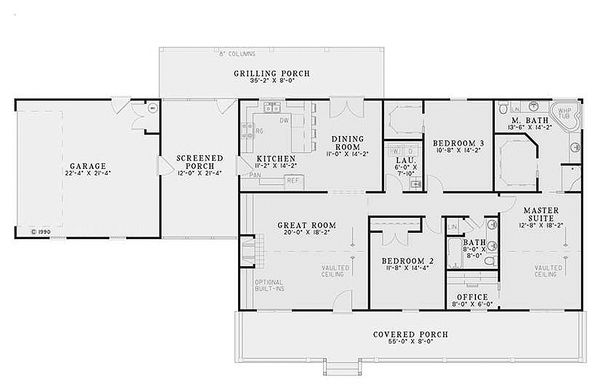 8" COLUMNS
GRILLING PORCH
35'-2" X 8'-0"
GARAGE
22'-4" X 21'-4"
© 1990
SCREENED
PORCH
12'-0" X 21'-4"
DW
RG
KITCHEN
11'-2" X 14'-2"
PAN
REF
DINING
ROOM
11'-0" X 14'-2"
W
D
LAU.
6'-0" X
7'-10"
LIN
BEDROOM 3
10'-8" X 14'-2"
LIN
M. BATH
13'-6" X 14'-2"
WHP
TUB
GREAT ROOM
20'-0" X 18'-2"
VAULTED
CEILING
OPTIONAL
BUILT-INS
BEDROOM 2
11'-8" X 14'-4"
LIN
BATH
8'-0" X
8'-0"
OFFICE
8'-0" X 6'-0"
MASTER
SUITE
12'-8" X 18'-2"
VAULTED
CEILING
COVERED PORCH
55'-0" X 8'-0"